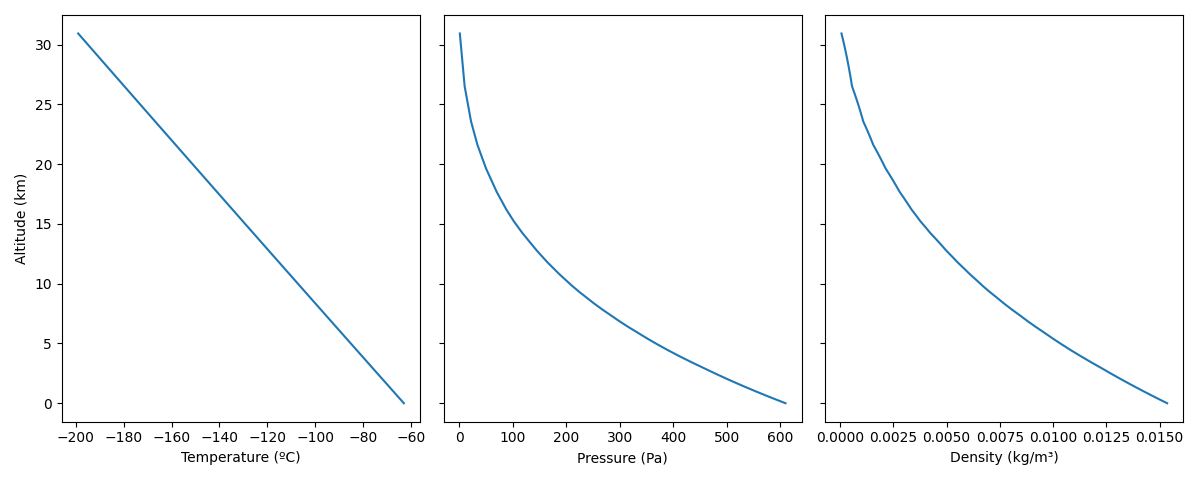 Altitude (km)
30
25
20
15
10
5
0
−200 −180 −160 −140 −120 −100 −80 −60
Temperature (ºC)
0 100 200 300 400 500 600
Pressure (Pa)
0.0000 0.0025 0.0050 0.0075 0.0100 0.0125 0.0150
Density (kg/m³)